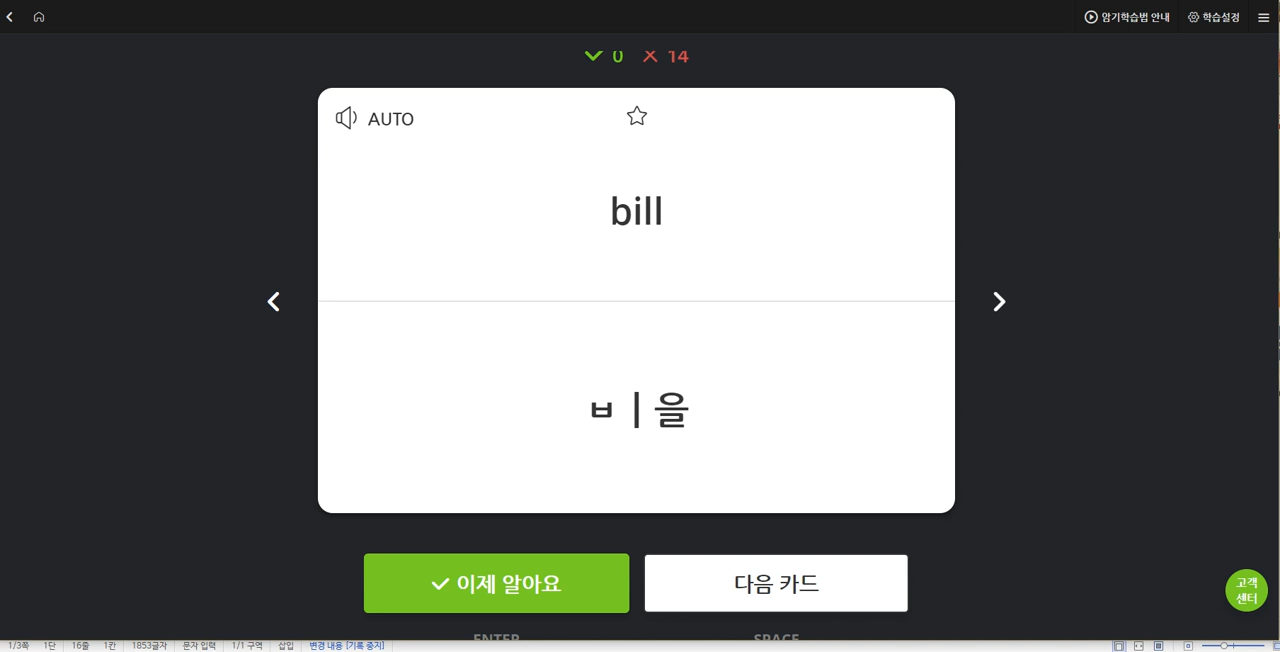 암기학습법 안내 학습설정
0 14
AUTO
bill
ㅂㅣ을
이제 알아요 다음 카드
고객
센터
ENTER SPACE
1/3쪽 1단 16줄 1칸 1853글자 문자 입력 1/1 구역 삽입 변경 내용 [기록 중지]